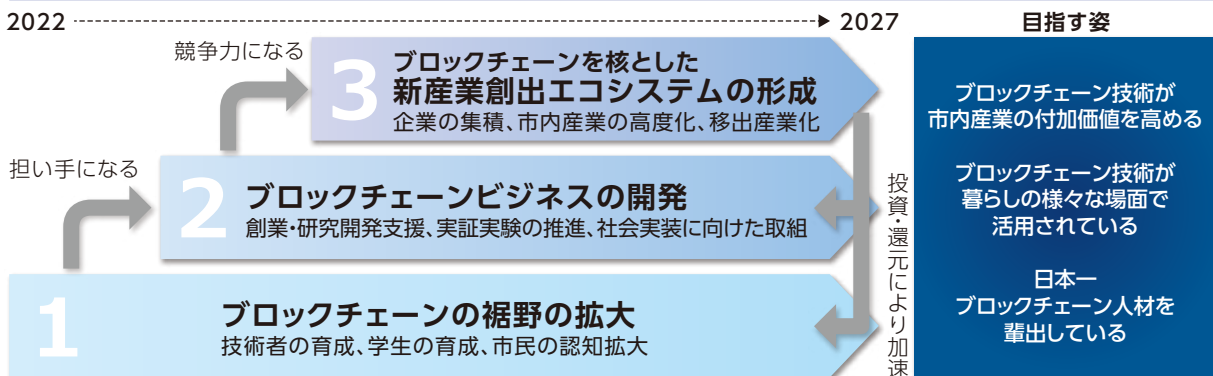 2022
2027
目指す姿
競争力になる
3
ブロックチェーンを核とした
新産業創出エコシステムの形成
企業の集積、市内産業の高度化、移出産業化
担い手になる
2
ブロックチェーンビジネスの開発
創業・研究開発支援、実証実験の推進、社会実装に向けた取組
1
ブロックチェーンの裾野の拡大
技術者の育成、学生の育成、市民の認知拡大
投資・還元により加速
ブロックチェーン技術が
市内産業の付加価値を高める
ブロックチェーン技術が
暮らしの様々な場面で
活用されている
日本一
ブロックチェーン人材を
輩出している